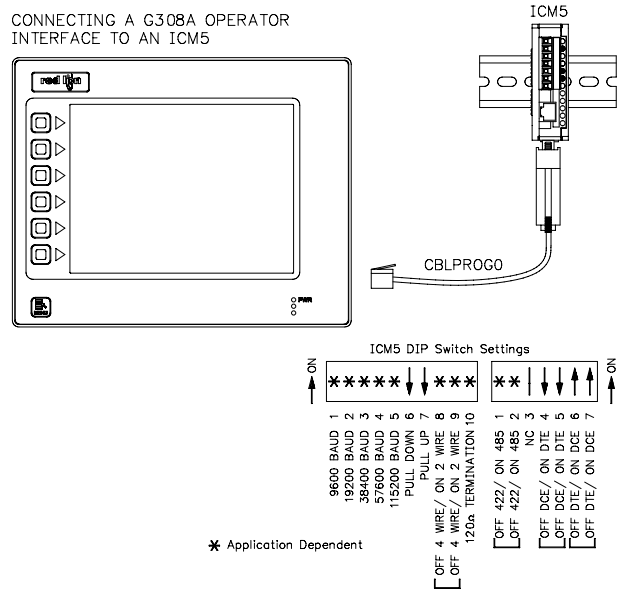 CONNECTING A G308A OPERATOR
INTERFACE TO AN ICM5
ICM5
red lion
CBLPROG0
MENU
PWR
ICM5 DIP Switch Settings
ON
ON
9600 BAUD 1
19200 BAUD 2
38400 BAUD 3
57600 BAUD 4
115200 BAUD 5
PULL DOWN 6
PULL UP 7
OFF 4 WIRE/ ON 2 WIRE 8
OFF 4 WIRE/ ON 2 WIRE 9
120Ω TERMINATION 10
OFF 422/ ON 485 1
OFF 422/ ON 485 2
NC 3
OFF DCE/ ON DTE 4
OFF DCE/ ON DTE 5
OFF DTE/ ON DCE 6
OFF DTE/ ON DCE 7
* Application Dependent